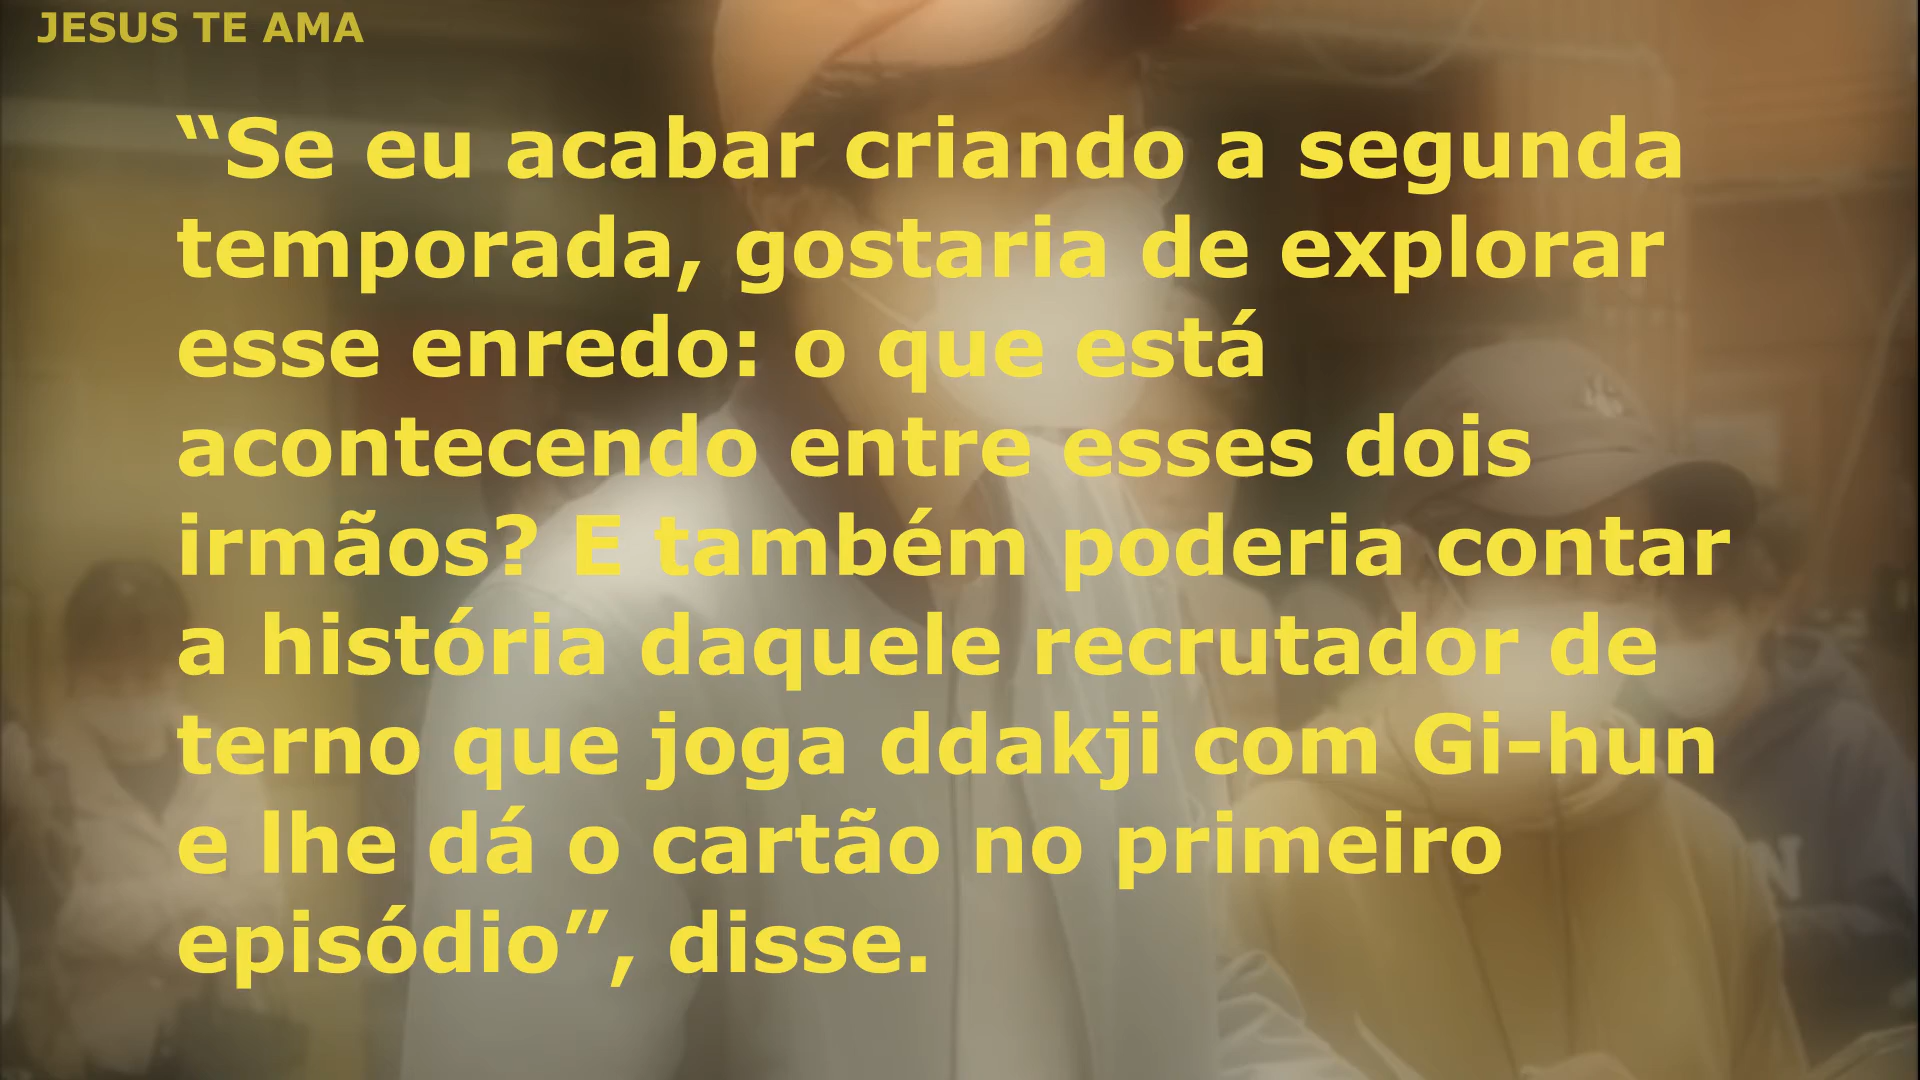 JESUS TE AMA
“Se eu acabar criando a segunda
temporada, gostaria de explorar
esse enredo: o que está
acontecendo entre esses dois
irmãos? E também poderia contar
a história daquele recrutador de
terno que joga ddakji com Gi-hun
e lhe dá o cartão no primeiro
episódio”, disse.
N